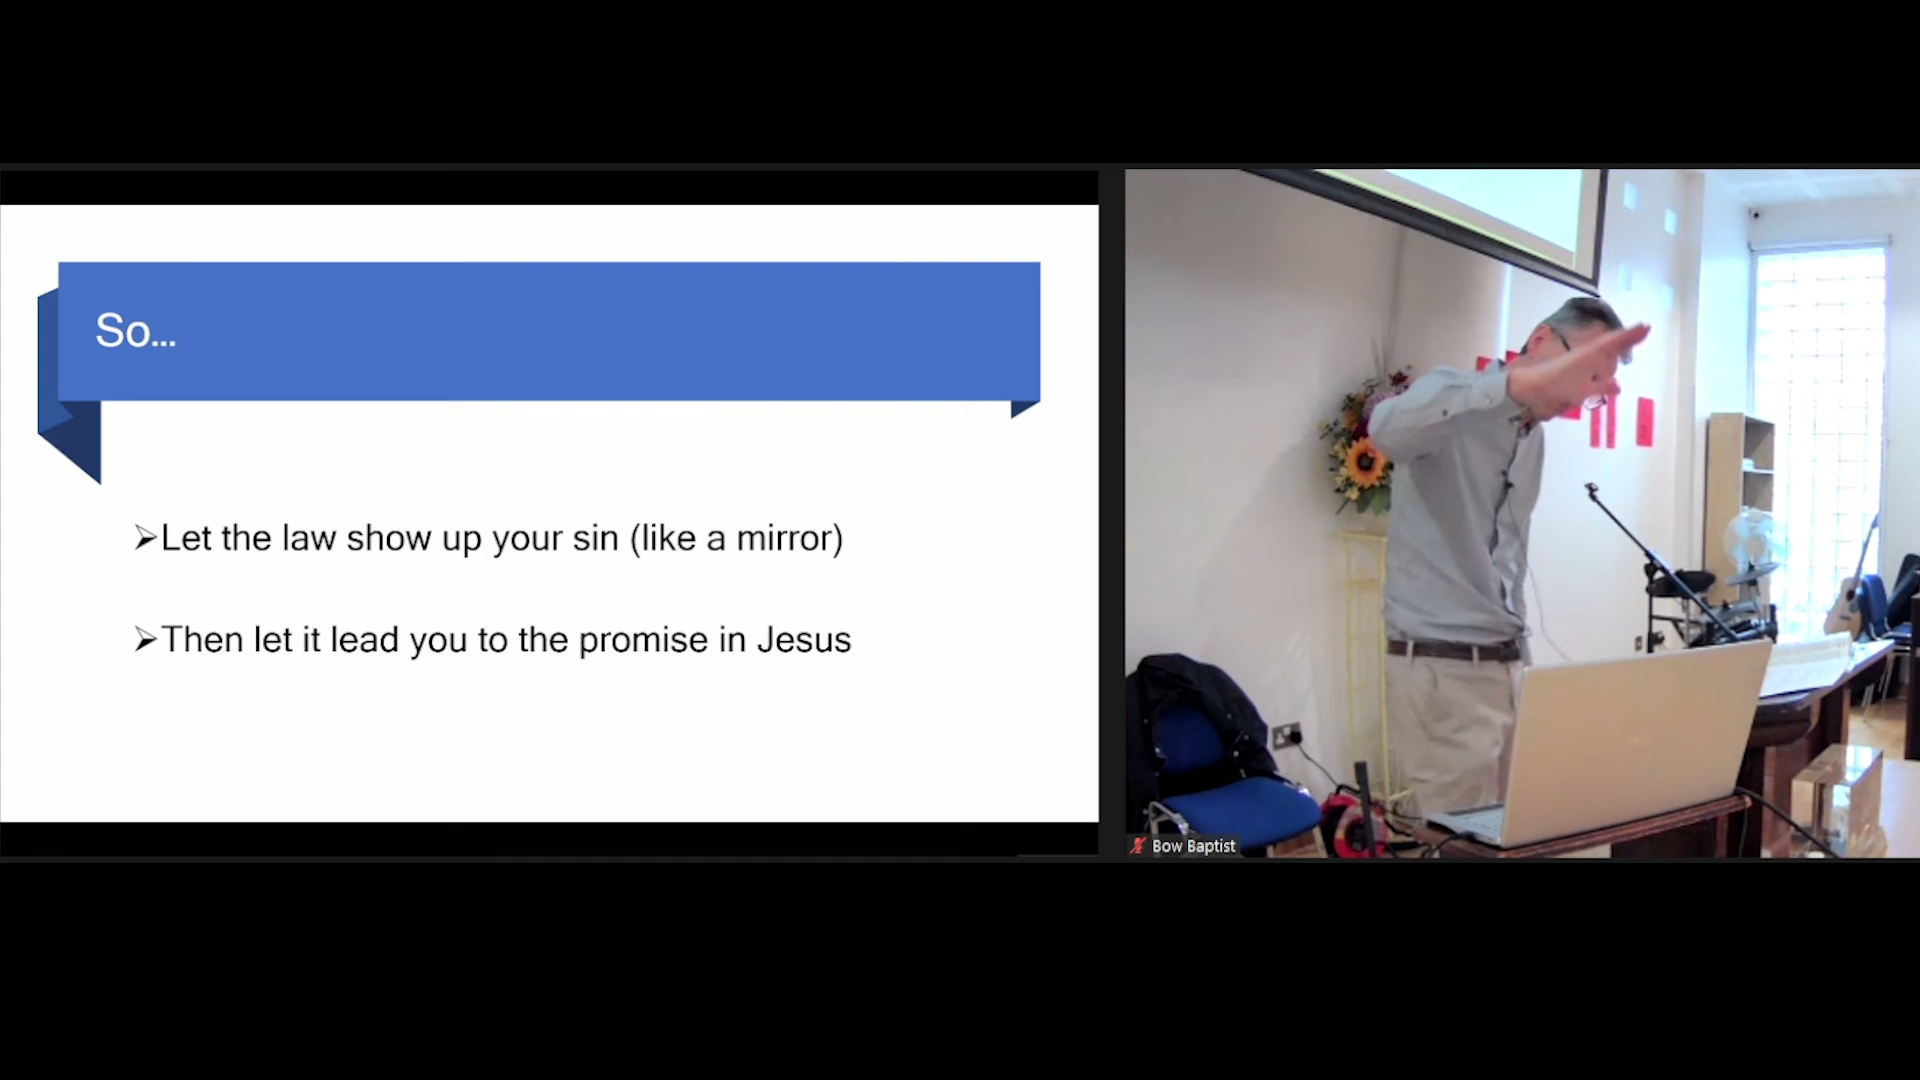 So...
➢Let the law show up your sin (like a mirror)
➢Then let it lead you to the promise in Jesus
Bow Baptist